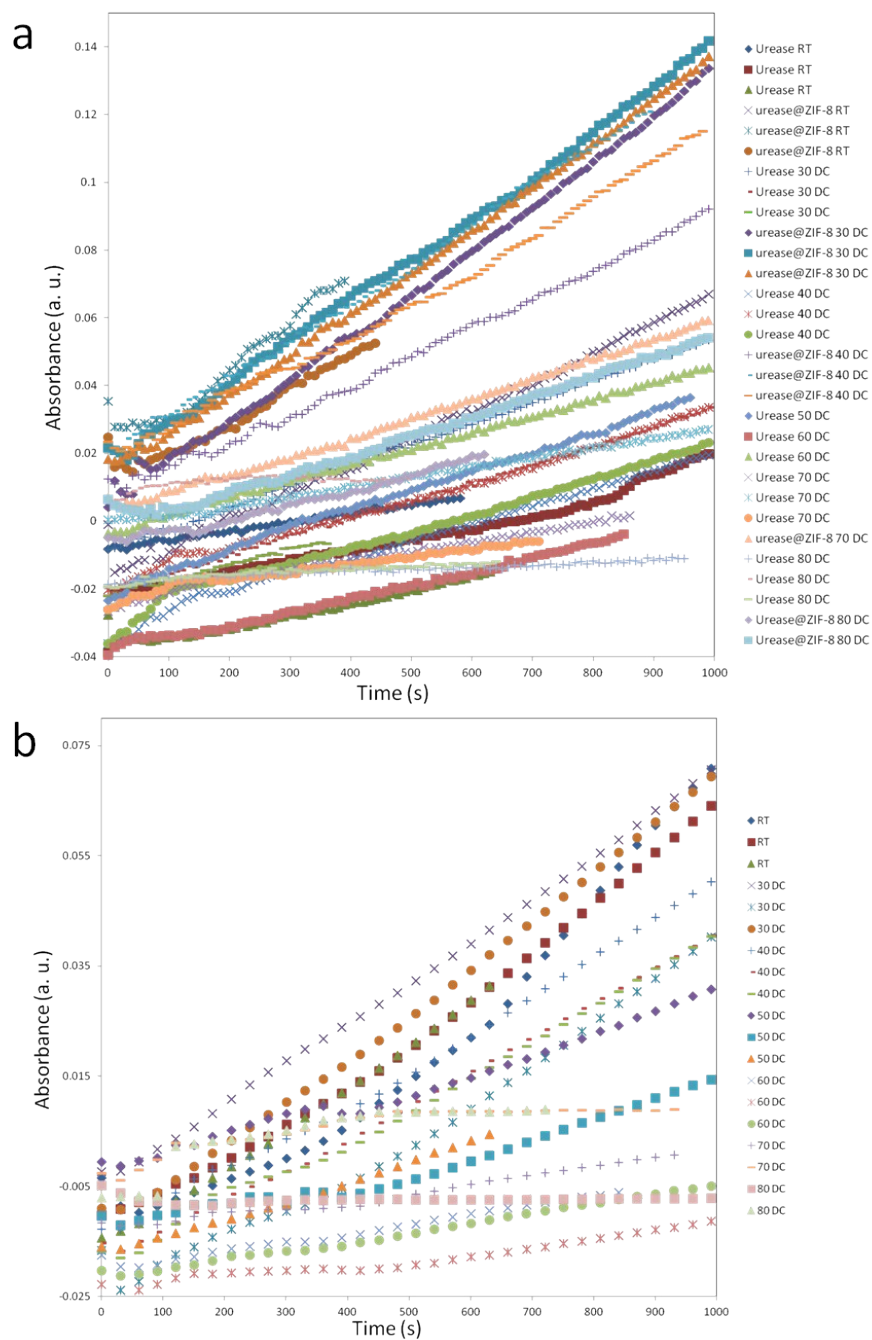 a
0.14
0.12
0.1
0.08
0.06
0.04
0.02
0
-0.02
-0.04
Absorbance (a. u.)
0 100 200 300 400 500 600 700 800 900 1000
Time (s)
Urease RT
Urease RT
Urease RT
urease@ZIF-8 RT
urease@ZIF-8 RT
urease@ZIF-8 RT
Urease 30 DC
Urease 30 DC
Urease 30 DC
urease@ZIF-8 30 DC
urease@ZIF-8 30 DC
urease@ZIF-8 30 DC
Urease 40 DC
Urease 40 DC
Urease 40 DC
urease@ZIF-8 40 DC
urease@ZIF-8 40 DC
urease@ZIF-8 40 DC
Urease 50 DC
Urease 60 DC
Urease 60 DC
Urease 70 DC
Urease 70 DC
Urease 70 DC
urease@ZIF-8 70 DC
Urease 80 DC
Urease 80 DC
Urease 80 DC
Urease@ZIF-8 80 DC
Urease@ZIF-8 80 DC
b
0.075
0.055
0.035
0.015
-0.005
-0.025
Absorbance (a. u.)
0 100 200 300 400 500 600 700 800 900 1000
Time (s)
RT
RT
RT
30 DC
30 DC
30 DC
40 DC
40 DC
40 DC
50 DC
50 DC
50 DC
60 DC
60 DC
60 DC
70 DC
70 DC
80 DC
80 DC